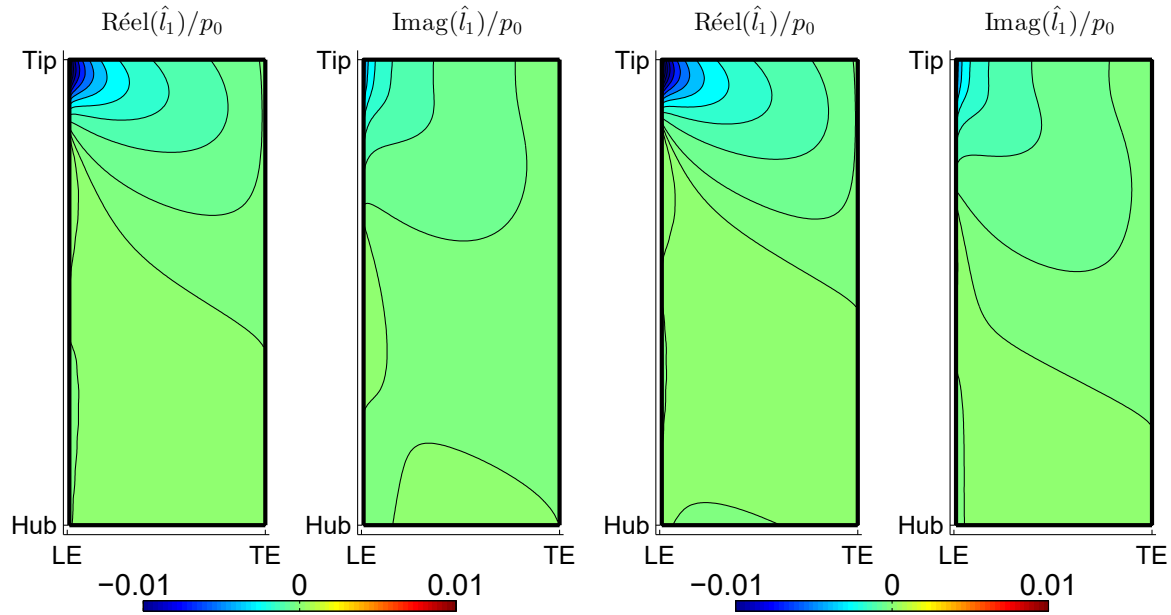 Réel(l̂₁)/p₀ Imag(l̂₁)/p₀ Réel(l̂₁)/p₀ Imag(l̂₁)/p₀
Tip Tip Tip Tip
Hub Hub Hub Hub
LE TE LE TE LE TE LE TE
−0.01 0 0.01 −0.01 0 0.01